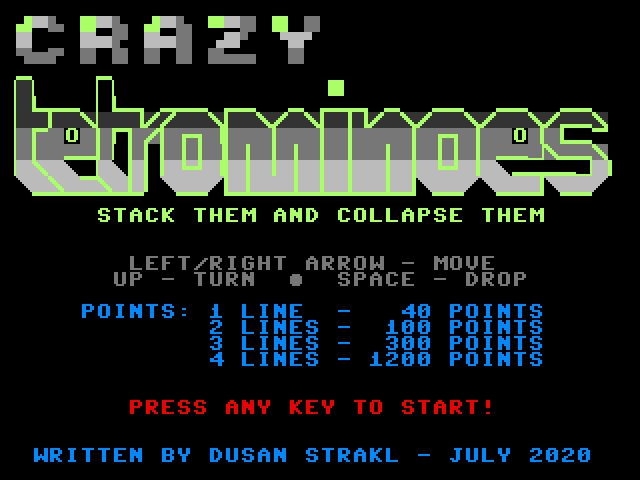 CRAZY
tetrominoes
STACK THEM AND COLLAPSE THEM
LEFT/RIGHT ARROW - MOVE
UP - TURN ● SPACE - DROP
POINTS: 1 LINE - 40 POINTS
2 LINES - 100 POINTS
3 LINES - 300 POINTS
4 LINES - 1200 POINTS
PRESS ANY KEY TO START!
WRITTEN BY DUSAN STRAKL - JULY 2020